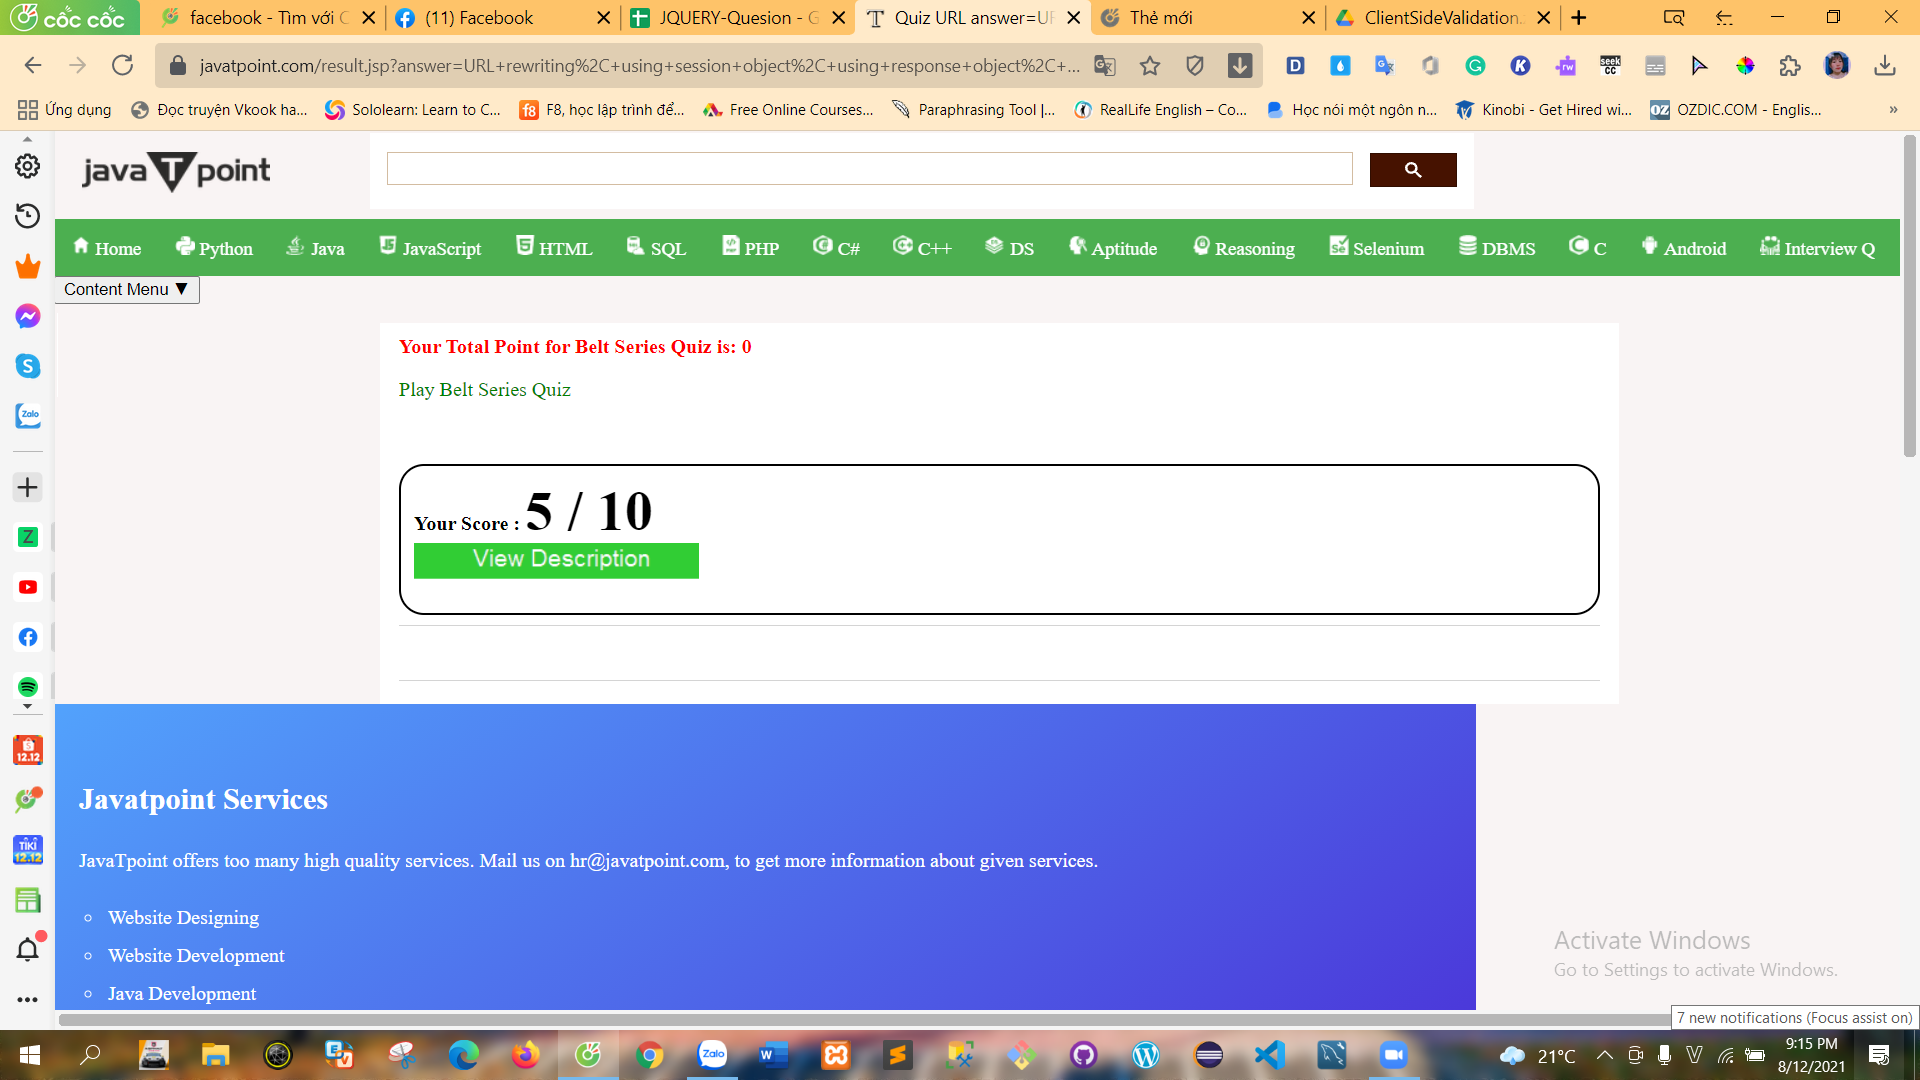 cốc cốc
facebook - Tìm với C
(11) Facebook
JQUERY-Quesion - G
Quiz URL answer=UR
Thẻ mới
ClientSideValidation.
javatpoint.com/result.jsp?answer=URL+rewriting%2C+using+session+object%2C+using+response+object%2C+...
Ứng dụng
Đọc truyện Vkook ha...
Sololearn: Learn to C...
F8, học lập trình để...
Free Online Courses...
Paraphrasing Tool |...
RealLife English – Co...
Học nói một ngôn n...
Kinobi - Get Hired wi...
OZDIC.COM - Englis...
»
java T point
Home
Python
Java
JavaScript
HTML
SQL
PHP
C#
C++
DS
Aptitude
Reasoning
Selenium
DBMS
C
Android
Interview Q
Content Menu ▼
Your Total Point for Belt Series Quiz is: 0
Play Belt Series Quiz
Your Score : 5 / 10
View Description
Javatpoint Services
JavaTpoint offers too many high quality services. Mail us on hr@javatpoint.com, to get more information about given services.
Website Designing
Website Development
Java Development
Activate Windows
Go to Settings to activate Windows.
7 new notifications (Focus assist on)
Zalo
21°C
9:15 PM
8/12/2021